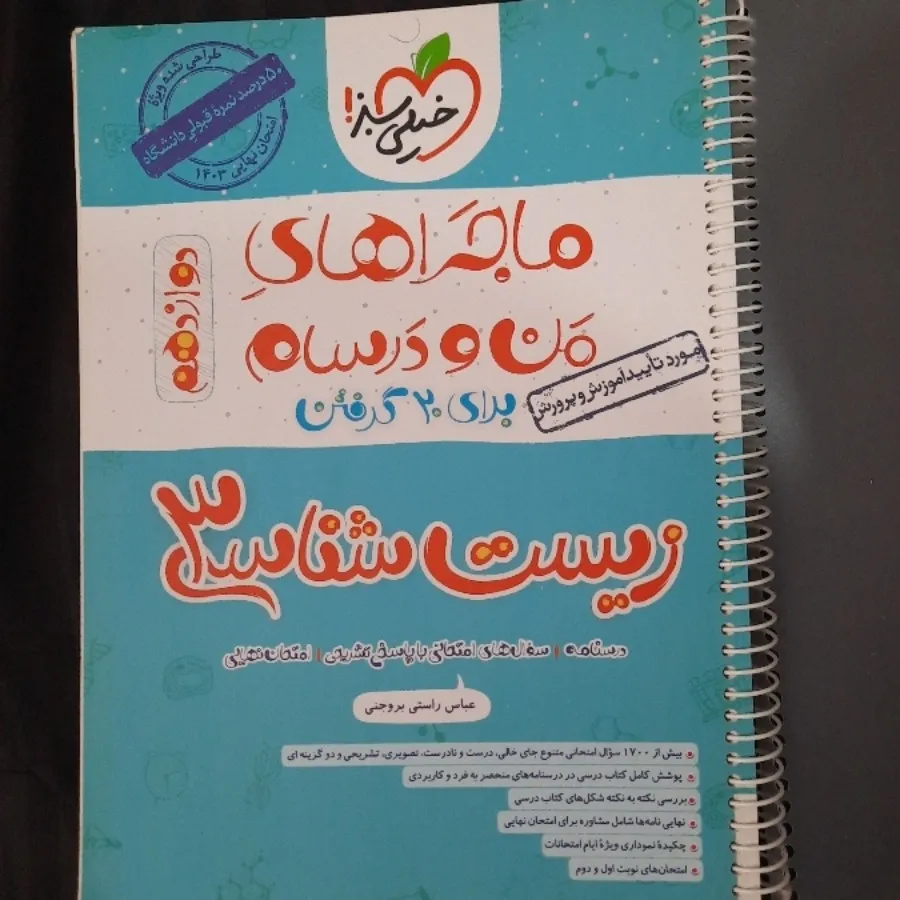 خیلی سبز!
طراحی شده ویژهٔ
۵۰ درصد نمره قبولی دانشگاه
امتحان نهایی ۱۴۰۳
ماجراهای
من و درسام
برای ۲۰ گرفتن
دوازدهم
مورد تأیید آموزش و پرورش
زیست شناسی ۳
درسنامه | سؤال‌های امتحانی با پاسخ تشریحی | امتحان نهایی
عباس راستی بروجنی
بیش از ۱۷۰۰ سؤال امتحانی متنوع جای خالی، درست و نادرست، تصویری، تشریحی و دو گزینه ای
پوشش کامل کتاب درسی در درسنامه‌های منحصر به فرد و کاربردی
بررسی نکته به نکته شکل‌های کتاب درسی
نهایی نامه‌ها شامل مشاوره برای امتحان نهایی
چکیدهٔ نموداری ویژهٔ ایام امتحانات
امتحان‌های نوبت اول و دوم